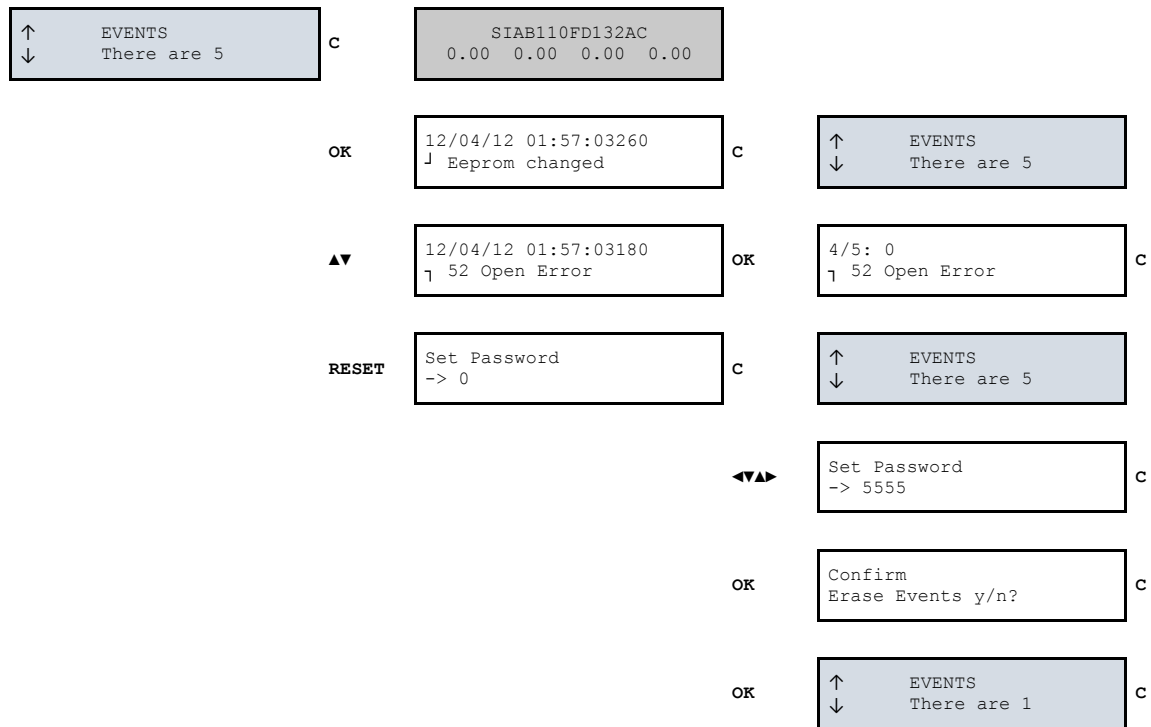 ↑ EVENTS
↓ There are 5
C
SIAB110FD132AC
0.00 0.00 0.00 0.00
OK
12/04/12 01:57:03260
┘ Eeprom changed
C
↑ EVENTS
↓ There are 5
▲▼
12/04/12 01:57:03180
┐ 52 Open Error
OK
4/5: 0
┐ 52 Open Error
C
RESET
Set Password
-> 0
C
↑ EVENTS
↓ There are 5
◄▼▲►
Set Password
-> 5555
C
OK
Confirm
Erase Events y/n?
C
OK
↑ EVENTS
↓ There are 1
C